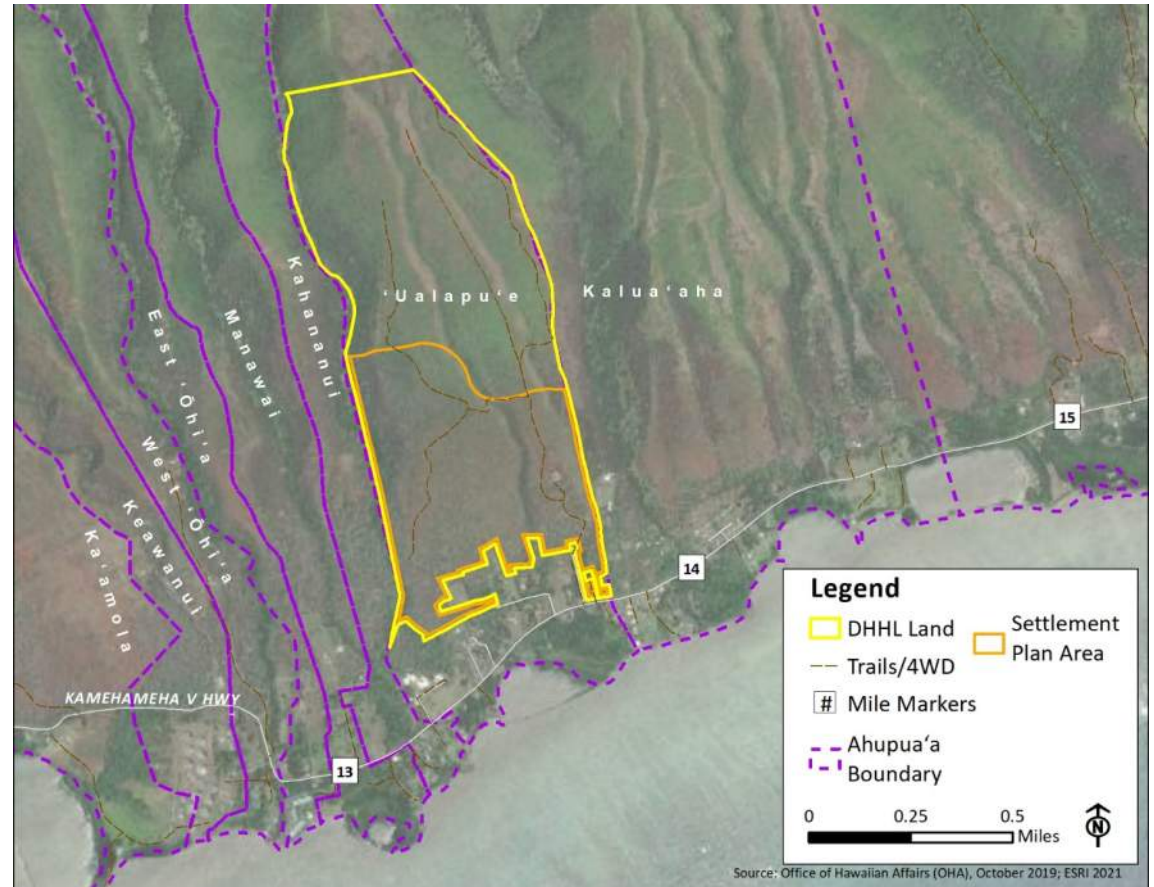 Kahananui
ʻUalapuʻe
Kaluaʻaha
Manawai
East ʻŌhiʻa
West ʻŌhiʻa
Keawanui
Kaʻamola
15
14
KAMEHAMEHA V HWY
13
Legend
DHHL Land
Settlement
Plan Area
Trails/4WD
# Mile Markers
Ahupuaʻa
Boundary
0 0.25 0.5
Miles
N
Source: Office of Hawaiian Affairs (OHA), October 2019; ESRI 2021